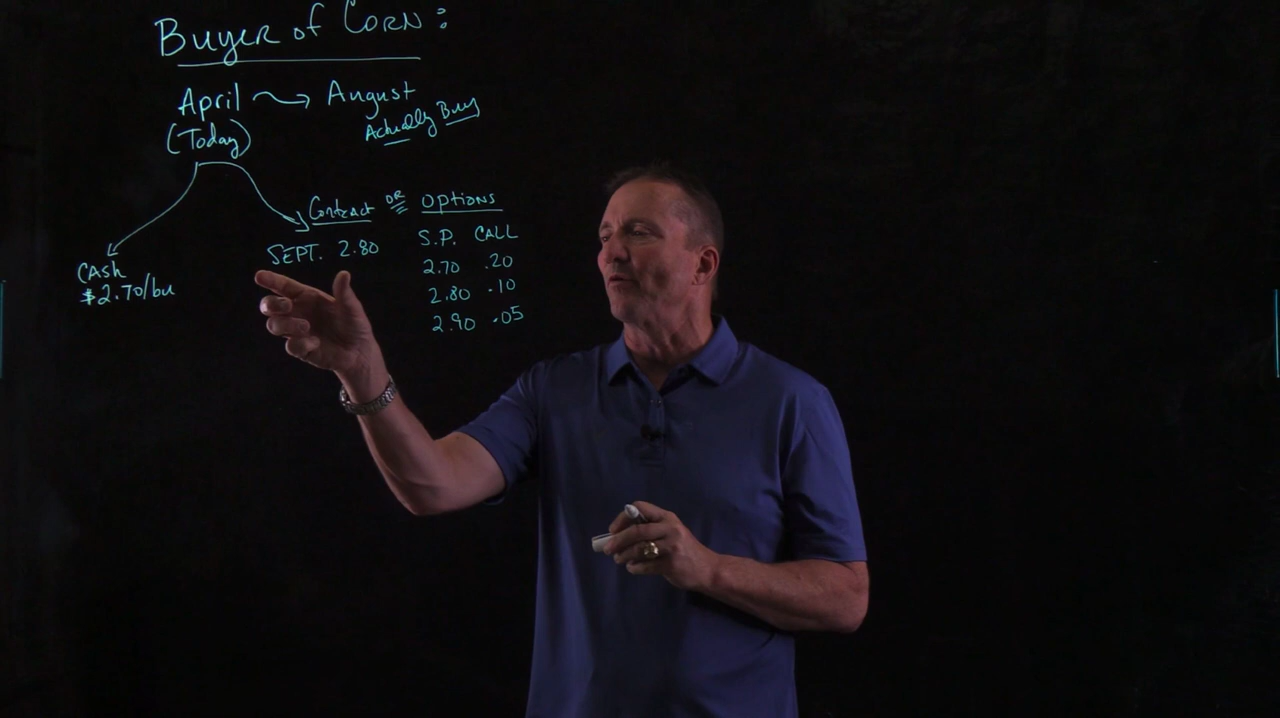 Buyer of Corn:
April → August
(Today) Actually Buy
Contract OR Options
SEPT. 2.80
S.P. CALL
2.70 .20
2.80 .10
2.90 .05
Cash
$2.70/bu